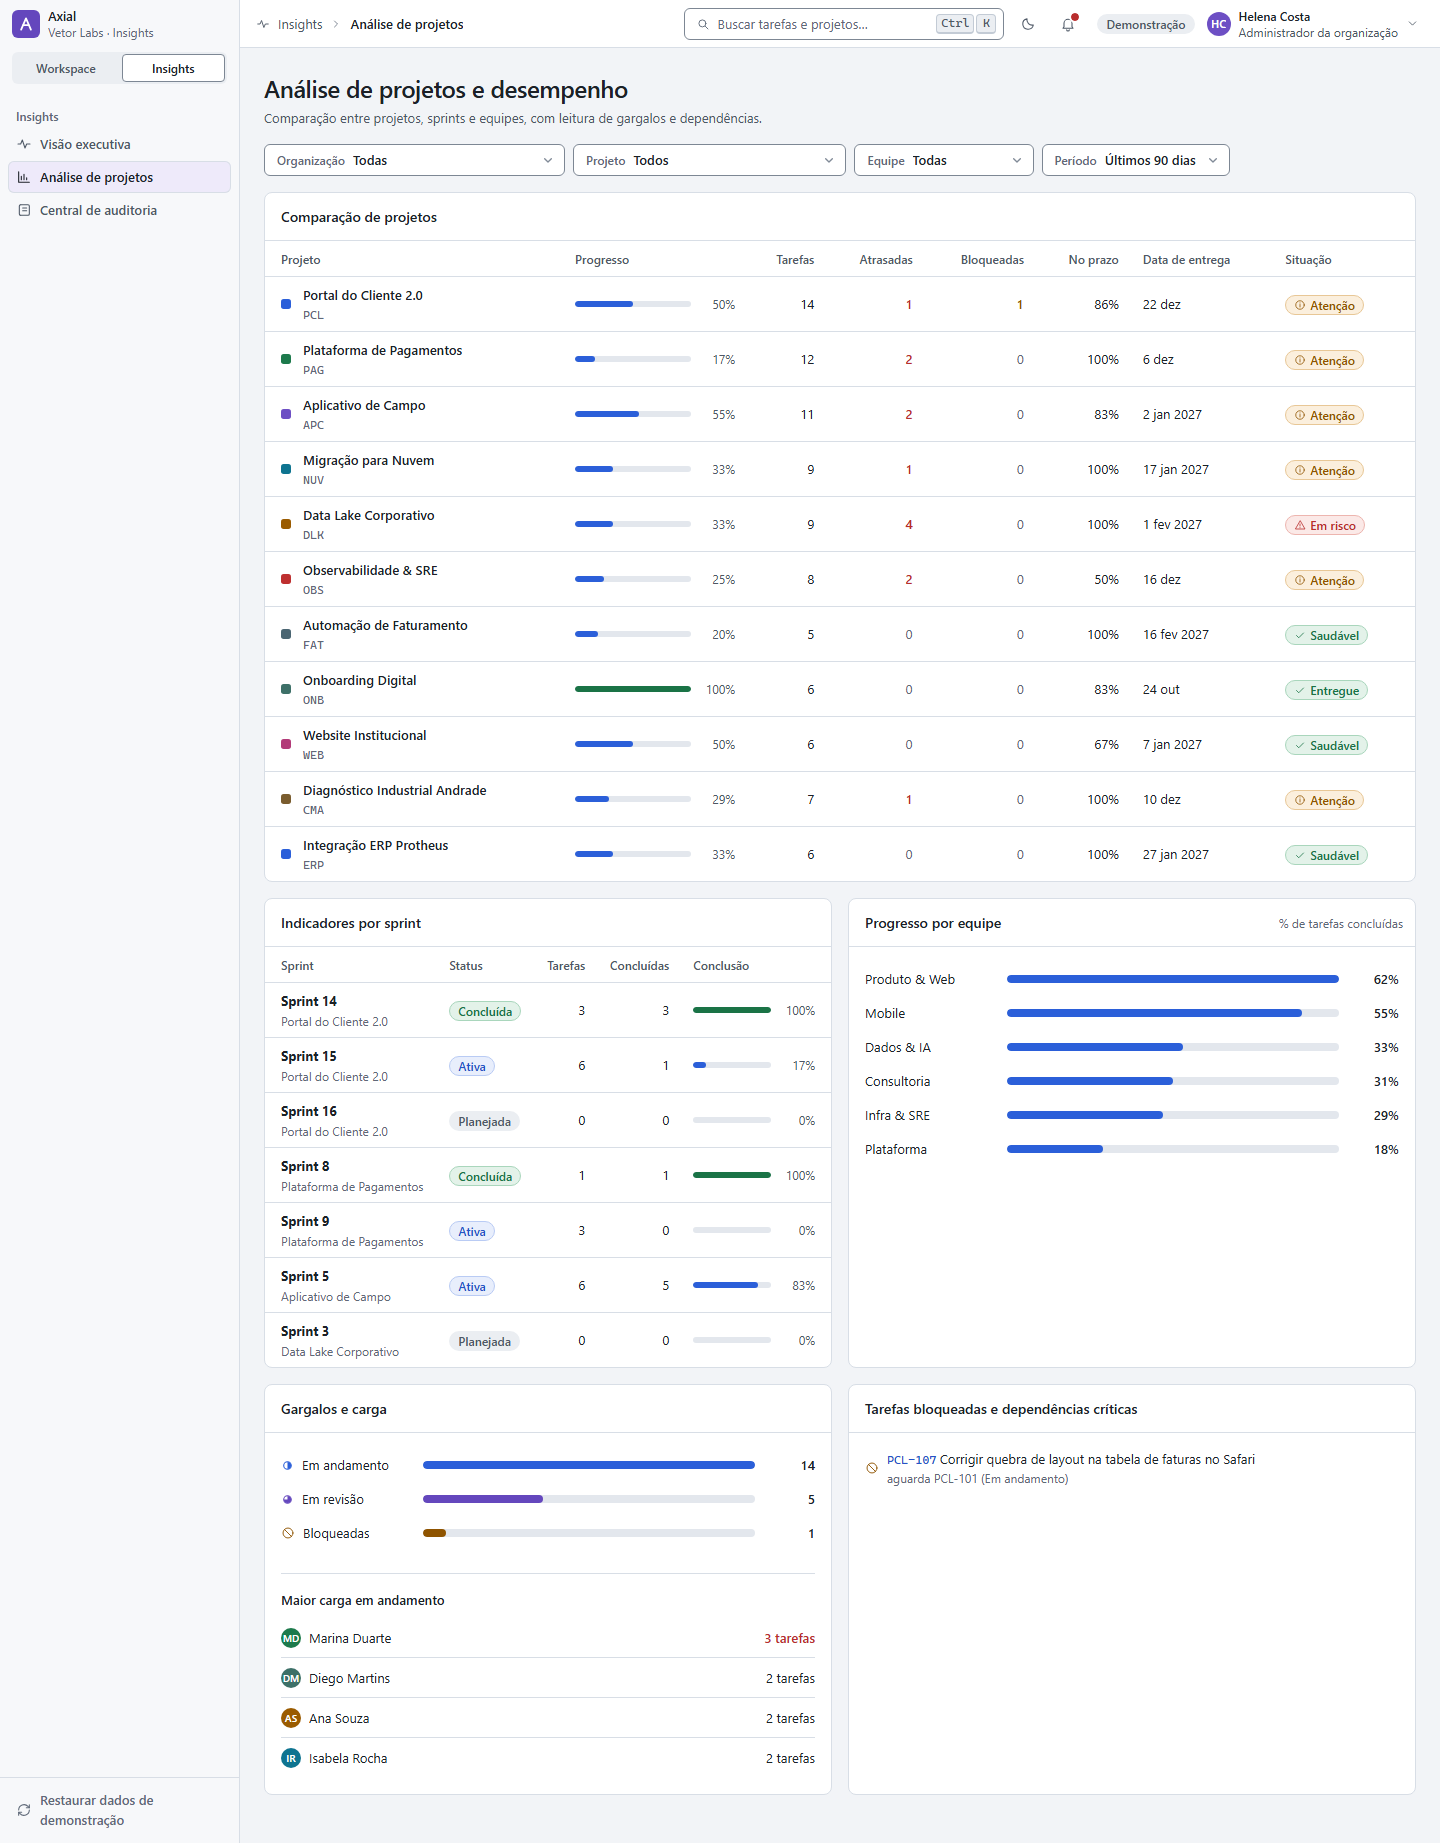 Axial
Vetor Labs · Insights
Workspace
Insights
Insights
Visão executiva
Análise de projetos
Central de auditoria
Restaurar dados de
demonstração
Insights
Análise de projetos
Buscar tarefas e projetos...
Ctrl K
Demonstração
HC
Helena Costa
Administrador da organização
Análise de projetos e desempenho
Comparação entre projetos, sprints e equipes, com leitura de gargalos e dependências.
Organização Todas
Projeto Todos
Equipe Todas
Período Últimos 90 dias
Comparação de projetos
Projeto Progresso Tarefas Atrasadas Bloqueadas No prazo Data de entrega Situação
Portal do Cliente 2.0
PCL
50% 14 1 1 86% 22 dez Atenção
Plataforma de Pagamentos
PAG
17% 12 2 0 100% 6 dez Atenção
Aplicativo de Campo
APC
55% 11 2 0 83% 2 jan 2027 Atenção
Migração para Nuvem
NUV
33% 9 1 0 100% 17 jan 2027 Atenção
Data Lake Corporativo
DLK
33% 9 4 0 100% 1 fev 2027 Em risco
Observabilidade & SRE
OBS
25% 8 2 0 50% 16 dez Atenção
Automação de Faturamento
FAT
20% 5 0 0 100% 16 fev 2027 Saudável
Onboarding Digital
ONB
100% 6 0 0 83% 24 out Entregue
Website Institucional
WEB
50% 6 0 0 67% 7 jan 2027 Saudável
Diagnóstico Industrial Andrade
CMA
29% 7 1 0 100% 10 dez Atenção
Integração ERP Protheus
ERP
33% 6 0 0 100% 27 jan 2027 Saudável
Indicadores por sprint
Sprint Status Tarefas Concluídas Conclusão
Sprint 14
Portal do Cliente 2.0
Concluída 3 3 100%
Sprint 15
Portal do Cliente 2.0
Ativa 6 1 17%
Sprint 16
Portal do Cliente 2.0
Planejada 0 0 0%
Sprint 8
Plataforma de Pagamentos
Concluída 1 1 100%
Sprint 9
Plataforma de Pagamentos
Ativa 3 0 0%
Sprint 5
Aplicativo de Campo
Ativa 6 5 83%
Sprint 3
Data Lake Corporativo
Planejada 0 0 0%
Progresso por equipe
% de tarefas concluídas
Produto & Web 62%
Mobile 55%
Dados & IA 33%
Consultoria 31%
Infra & SRE 29%
Plataforma 18%
Gargalos e carga
Em andamento 14
Em revisão 5
Bloqueadas 1
Maior carga em andamento
MD Marina Duarte 3 tarefas
DM Diego Martins 2 tarefas
AS Ana Souza 2 tarefas
IR Isabela Rocha 2 tarefas
Tarefas bloqueadas e dependências críticas
PCL-107 Corrigir quebra de layout na tabela de faturas no Safari
aguarda PCL-101 (Em andamento)